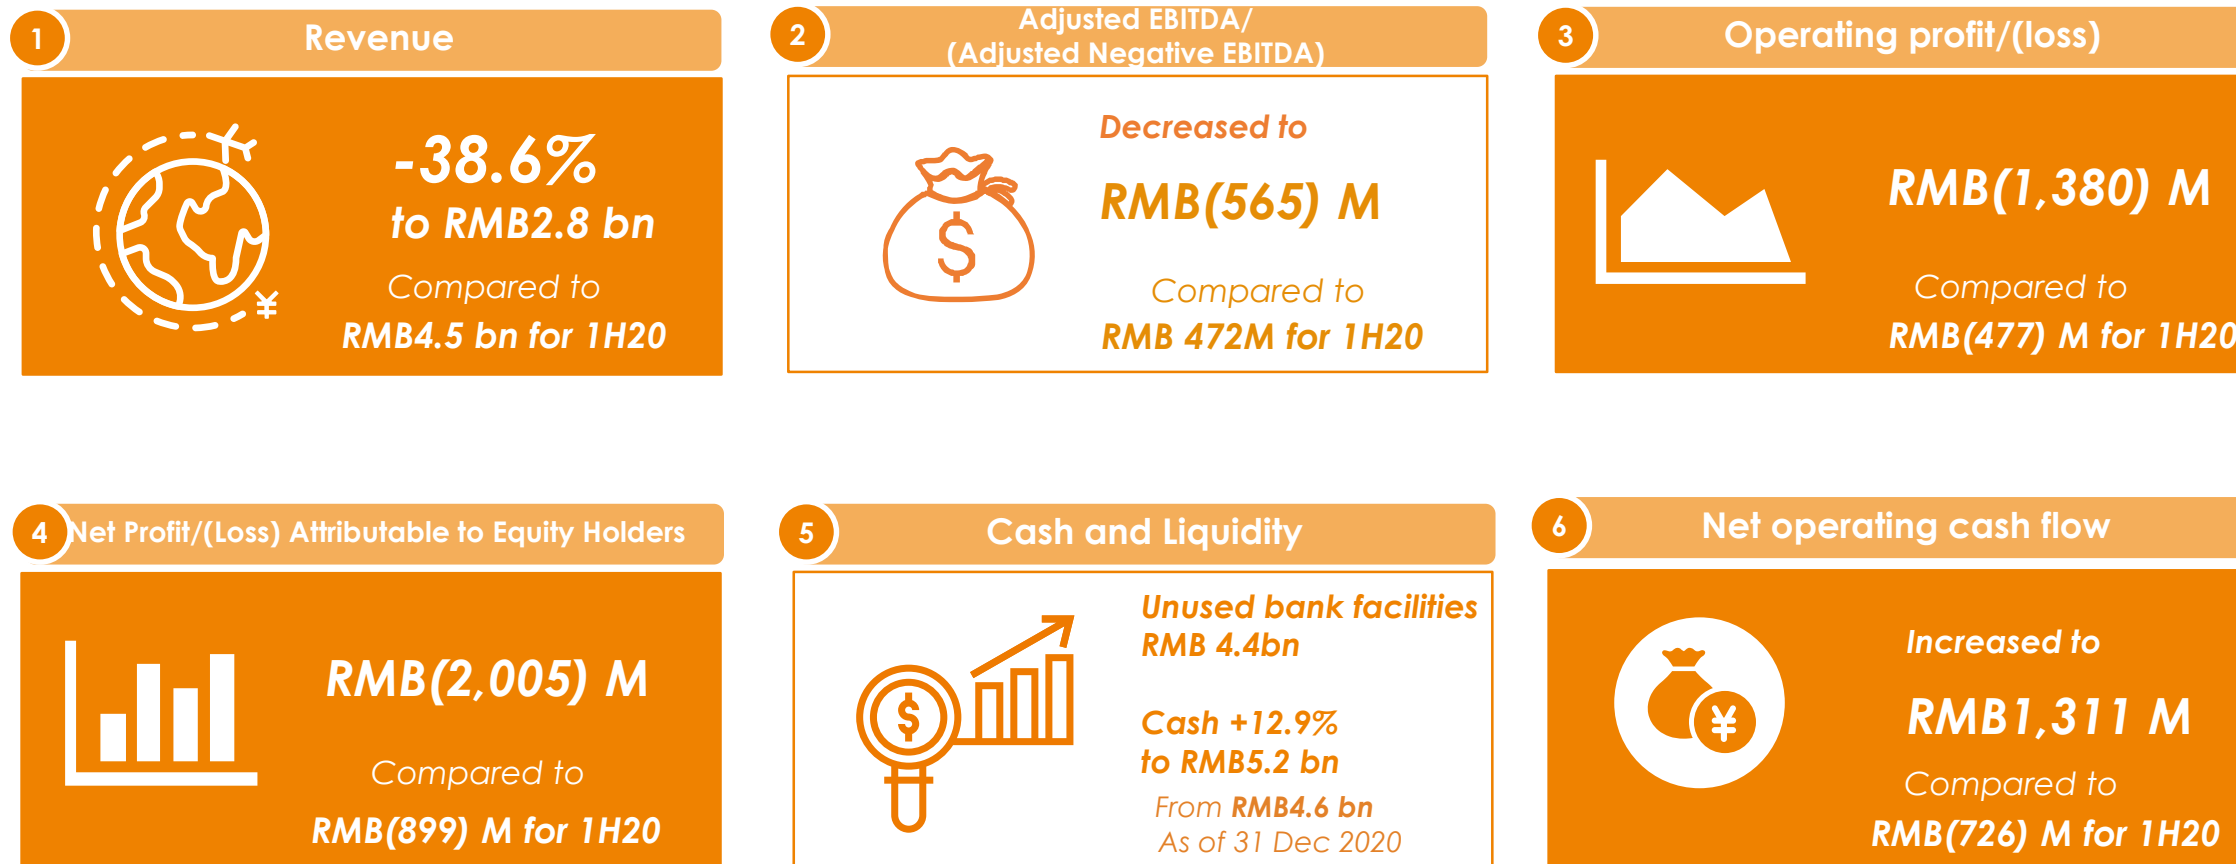 1
Revenue
-38.6%
to RMB2.8 bn
Compared to
RMB4.5 bn for 1H20
¥
2
Adjusted EBITDA/
(Adjusted Negative EBITDA)
$
Decreased to
RMB(565) M
Compared to
RMB 472M for 1H20
3
Operating profit/(loss)
RMB(1,380) M
Compared to
RMB(477) M for 1H20
4
Net Profit/(Loss) Attributable to Equity Holders
RMB(2,005) M
Compared to
RMB(899) M for 1H20
5
Cash and Liquidity
$
Unused bank facilities
RMB 4.4bn
Cash +12.9%
to RMB5.2 bn
From RMB4.6 bn
As of 31 Dec 2020
6
Net operating cash flow
¥
Increased to
RMB1,311 M
Compared to
RMB(726) M for 1H20